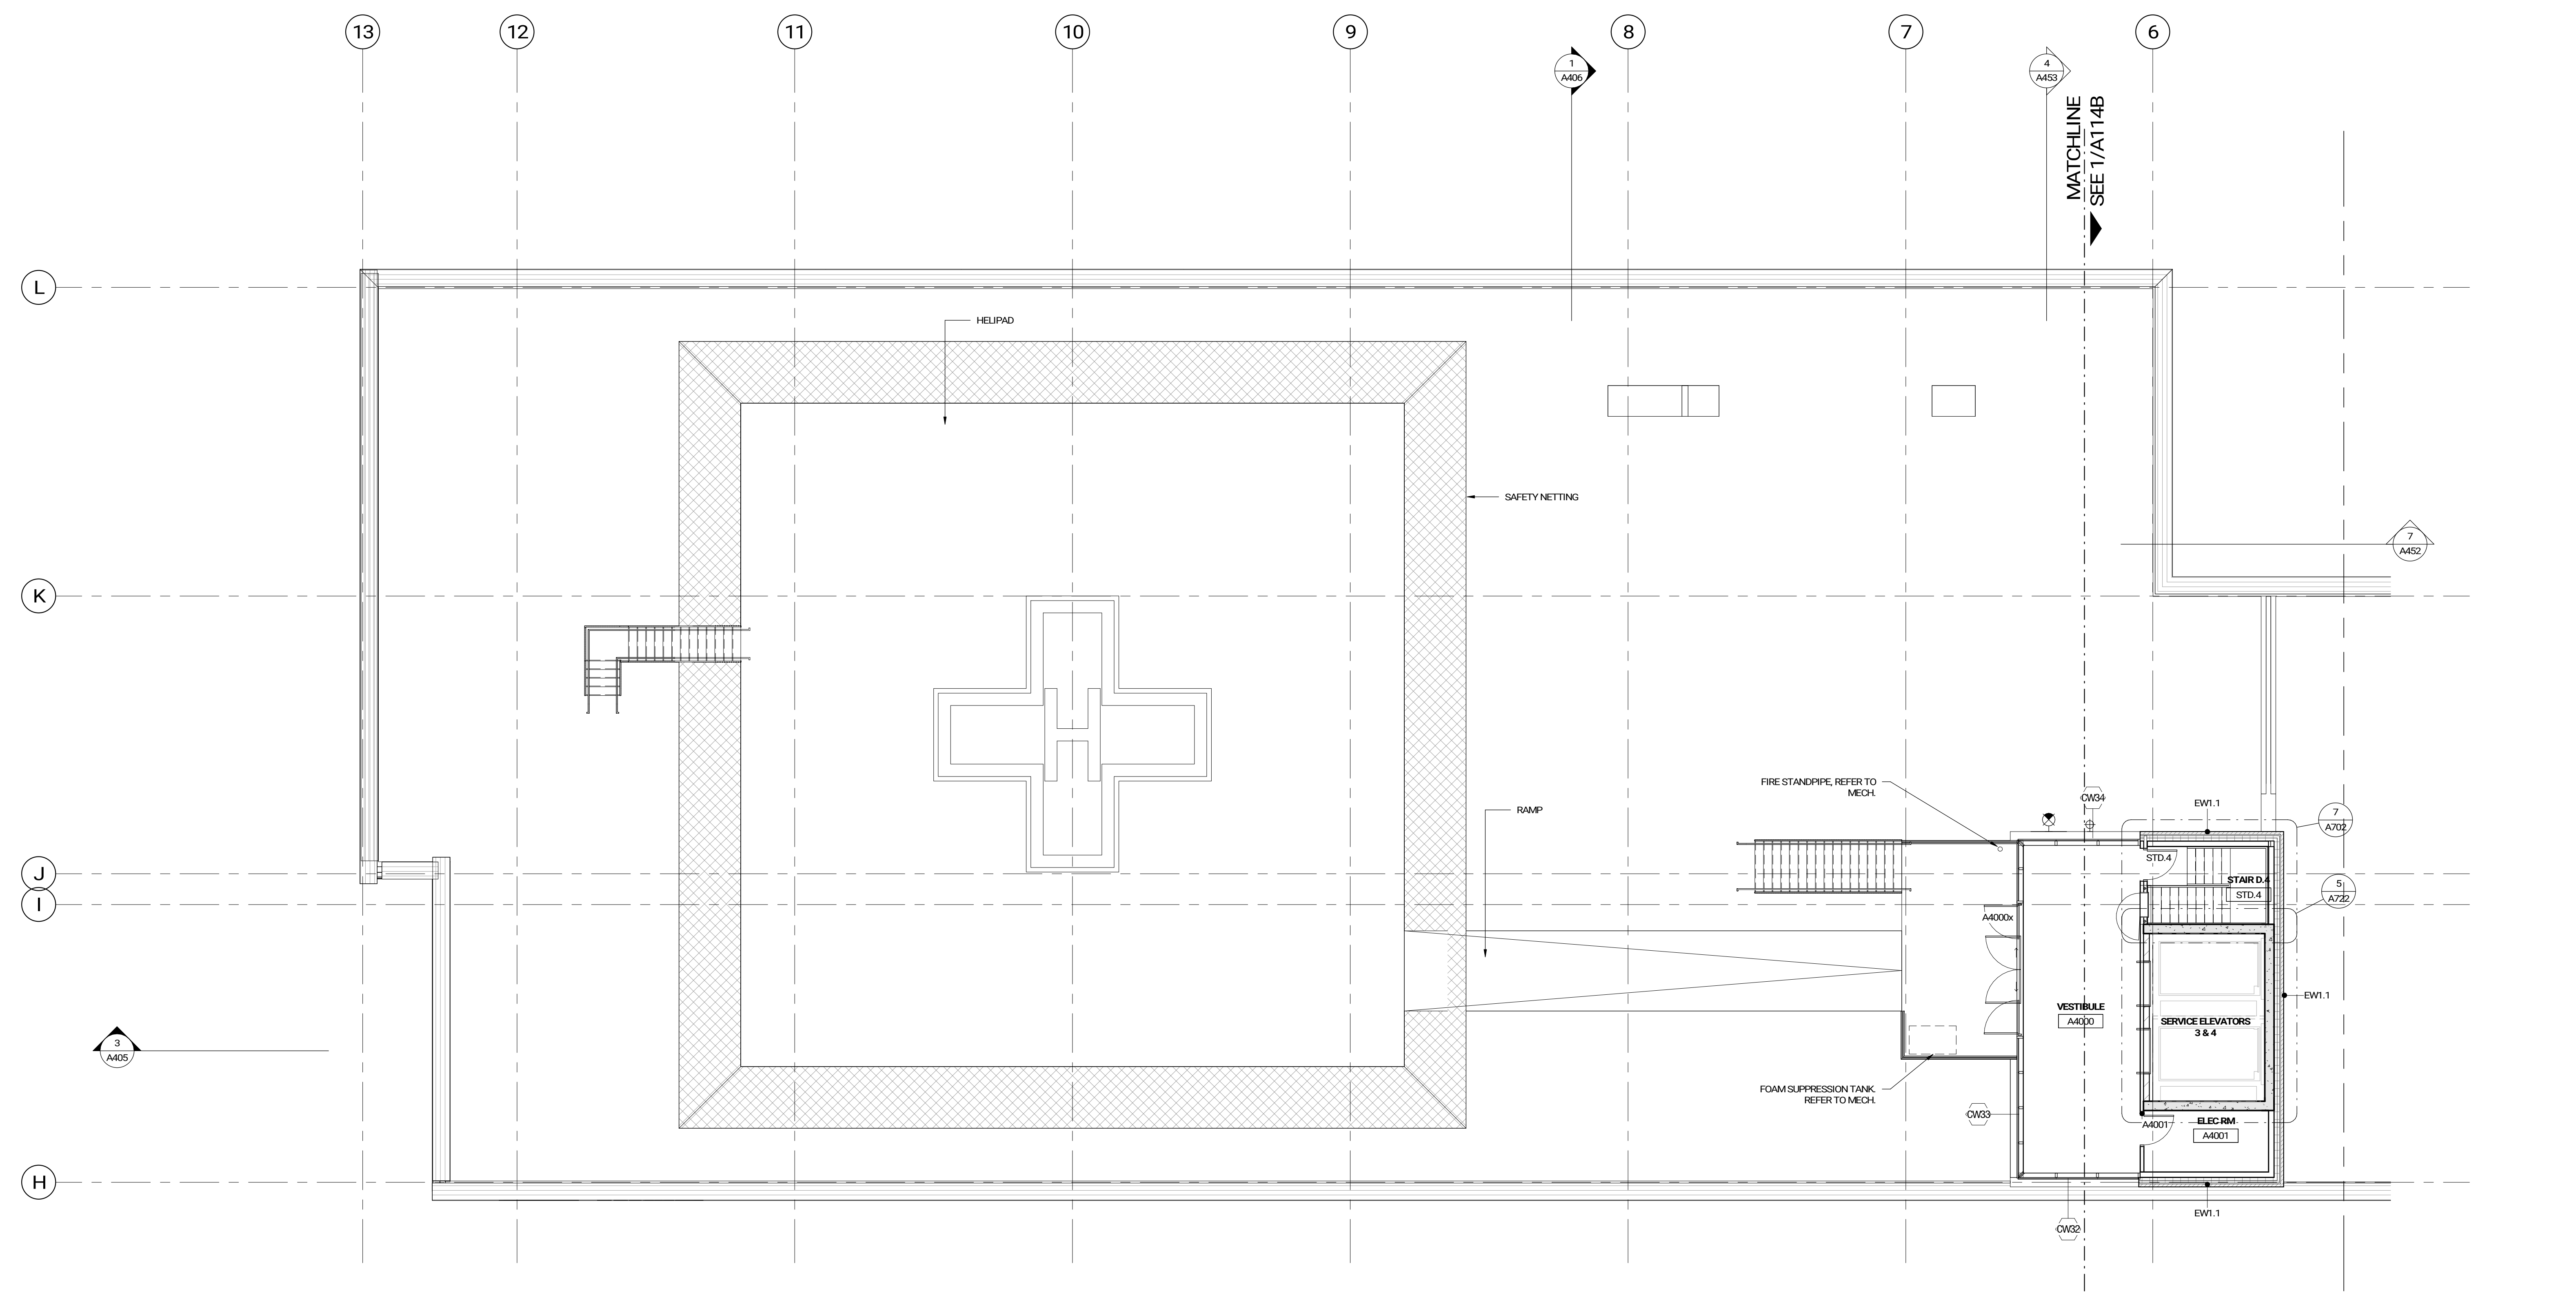 13
12
11
10
9
8
7
6
1
A406
4
A453
MATCHLINE
SEE 1/A114B
L
HELIPAD
SAFETY NETTING
7
A452
K
H
FIRE STANDPIPE, REFER TO
MECH.
RAMP
CW34
EW1.1
7
A702
STD.4
J
STAIR D.4
STD.4
5
A722
I
A4000x
EW1.1
VESTIBULE
A4000
SERVICE ELEVATORS
3 & 4
3
A405
FOAM SUPPRESSION TANK.
REFER TO MECH.
CW33
A4001
ELEC RM
A4001
H
EW1.1
CW32